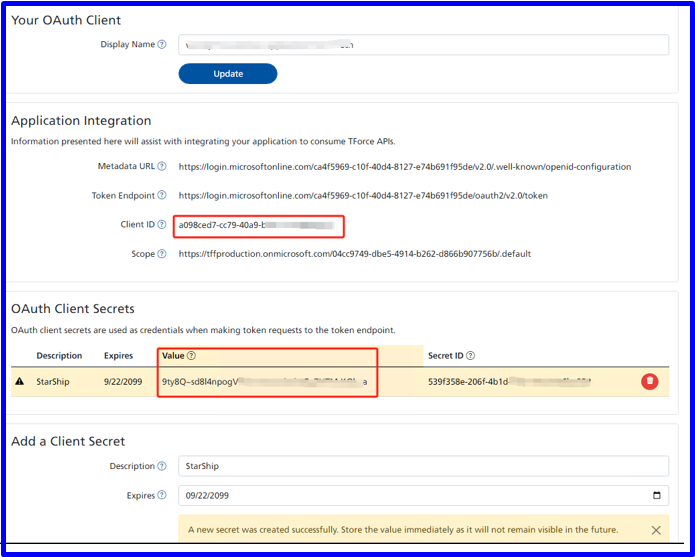 Your OAuth Client
Display Name
Update
Application Integration
Information presented here will assist with integrating your application to consume TForce APIs.
Metadata URL https://login.microsoftonline.com/ca4f5969-c10f-40d4-8127-e74b691f95de/v2.0/.well-known/openid-configuration
Token Endpoint https://login.microsoftonline.com/ca4f5969-c10f-40d4-8127-e74b691f95de/oauth2/v2.0/token
Client ID a098ced7-cc79-40a9-b
Scope https://tffproduction.onmicrosoft.com/04cc9749-dbe5-4914-b262-d866b907756b/.default
OAuth Client Secrets
OAuth client secrets are used as credentials when making token requests to the token endpoint.
Description Expires Value Secret ID
StarShip 9/22/2099 9ty8Q~sd8l4npogV 539f358e-206f-4b1d-
Add a Client Secret
Description StarShip
Expires 09/22/2099
A new secret was created successfully. Store the value immediately as it will not remain visible in the future.